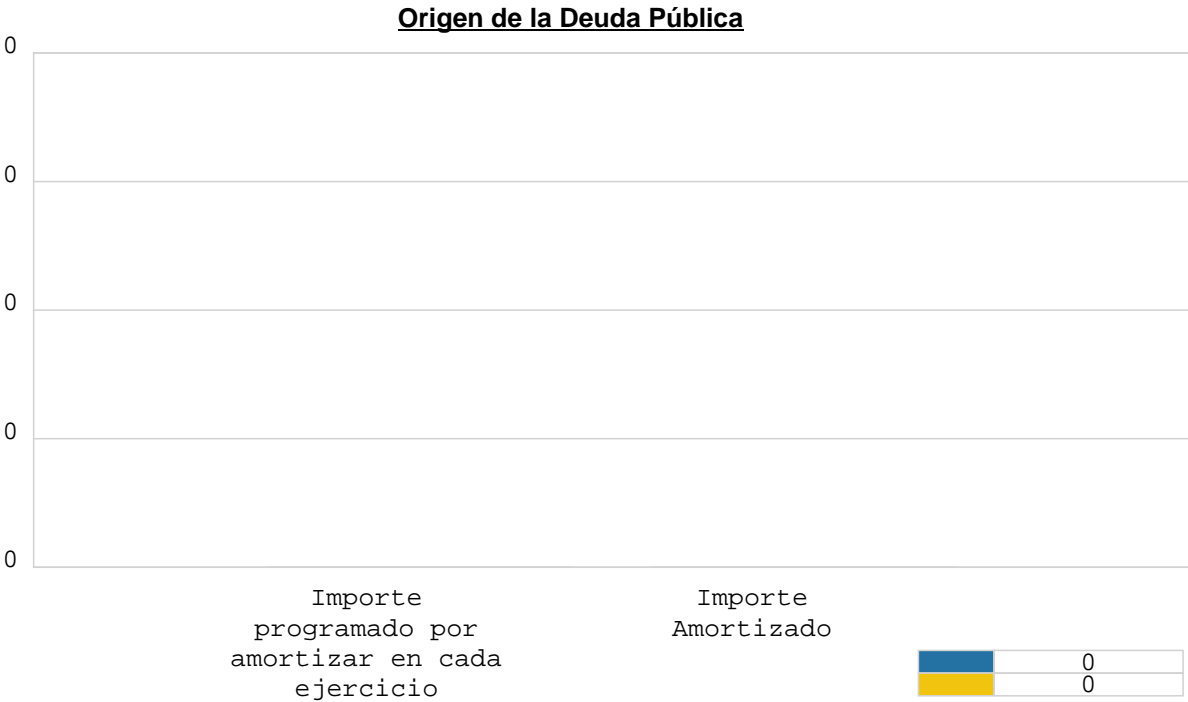 Origen de la Deuda Pública
0
0
0
0
0
Importe
programado por
amortizar en cada
ejercicio
Importe
Amortizado
0
0